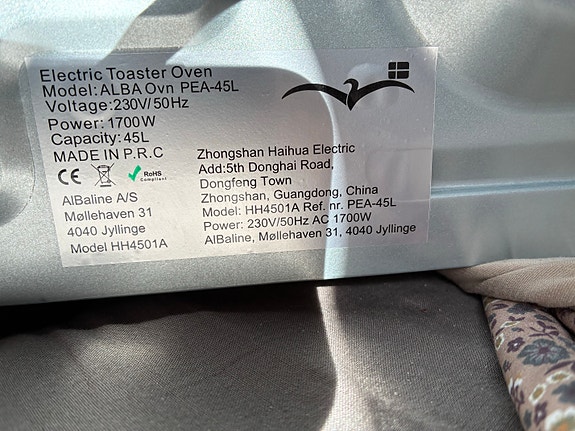 Electric Toaster Oven
Model:ALBA Ovn PEA-45L
Voltage:230V/50Hz
Power:1700W
Capacity:45L
MADE IN P.R.C
CE
RoHS
Compliant
AlBaline A/S
Møllehaven 31
4040 Jyllinge
Model HH4501A
Zhongshan Haihua Electric
Add:5th Donghai Road,
Dongfeng Town
Zhongshan, Guangdong, China
Model: HH4501A Ref. nr. PEA-45L
Power: 230V/50Hz AC 1700W
AlBaline, Møllehaven 31, 4040 Jyllinge